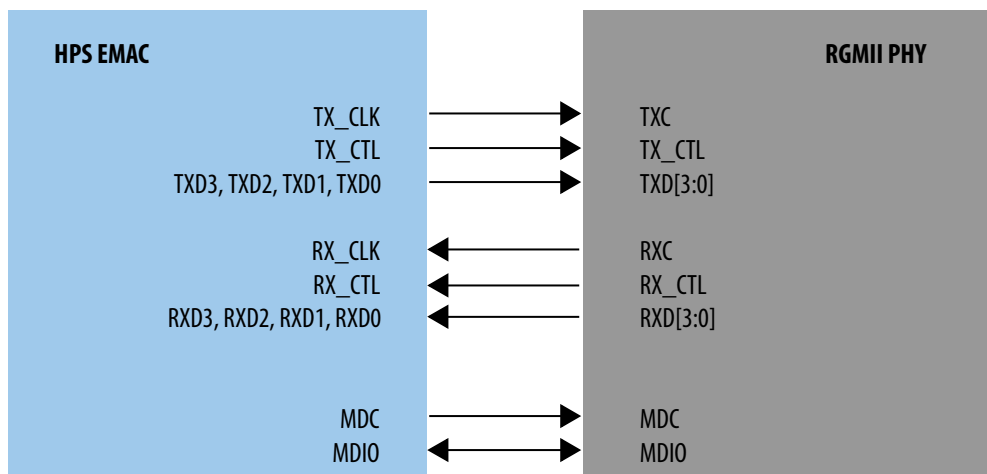 HPS EMAC
RGMII PHY
TX_CLK
TXC
TX_CTL
TX_CTL
TXD3, TXD2, TXD1, TXD0
TXD[3:0]
RX_CLK
RXC
RX_CTL
RX_CTL
RXD3, RXD2, RXD1, RXD0
RXD[3:0]
MDC
MDC
MDIO
MDIO